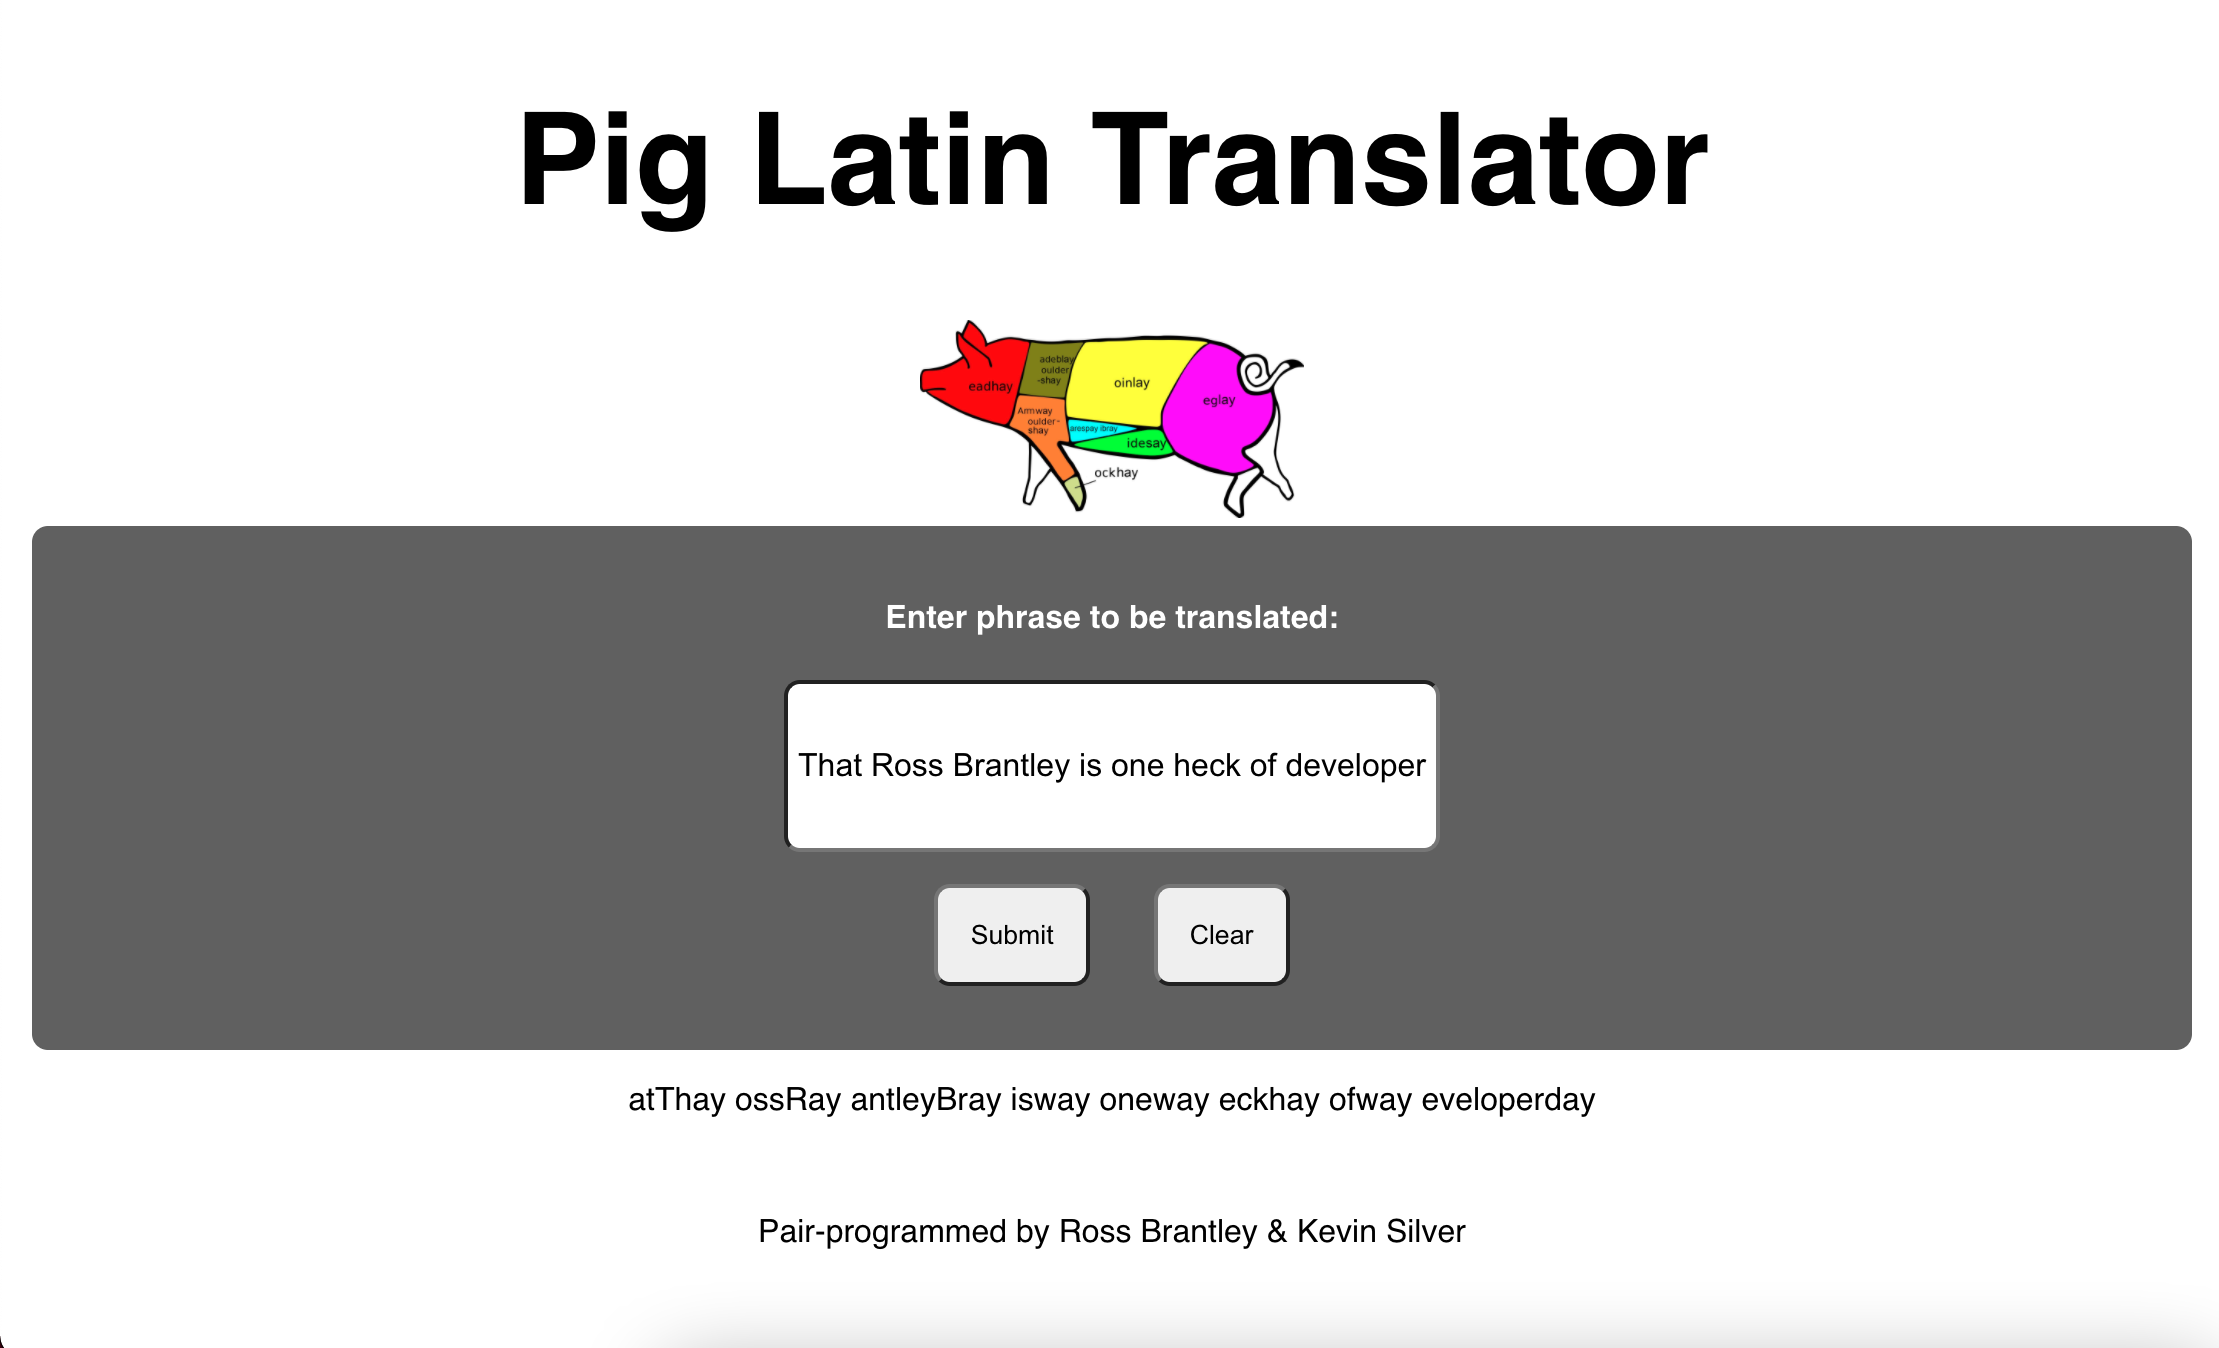 Pig Latin Translator
eadhay
adeblay
oulder
-shay
oinlay
eglay
Armway
oulder-
shay
arespay ibray
idesay
ockhay
Enter phrase to be translated:
That Ross Brantley is one heck of developer
Submit
Clear
atThay ossRay antleyBray isway oneway eckhay ofway eveloperday
Pair-programmed by Ross Brantley & Kevin Silver